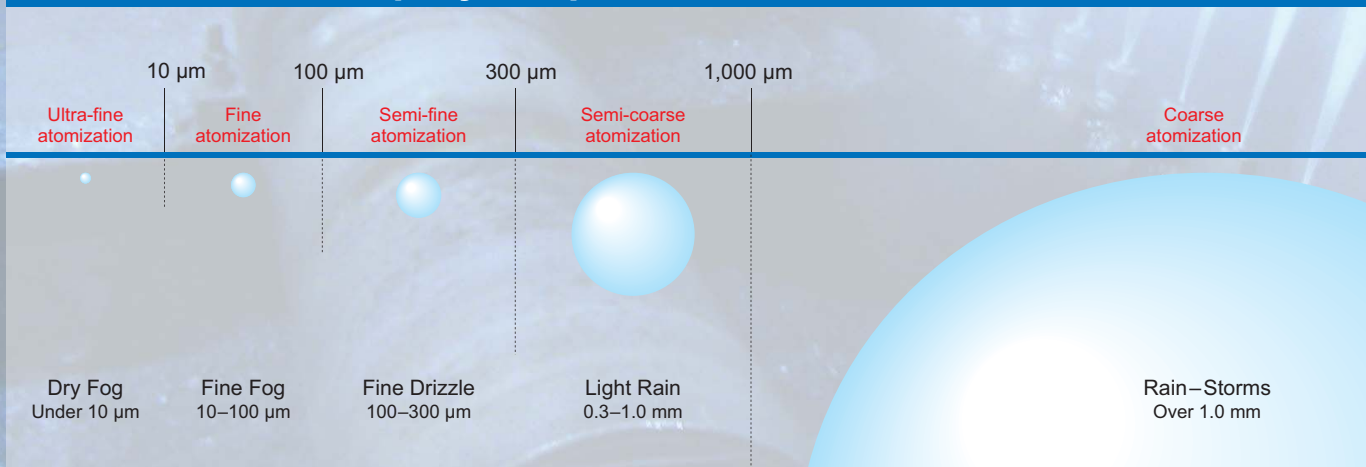 10 µm
100 µm
300 µm
1,000 µm
Ultra-fine
atomization
Fine
atomization
Semi-fine
atomization
Semi-coarse
atomization
Coarse
atomization
Dry Fog
Under 10 µm
Fine Fog
10–100 µm
Fine Drizzle
100–300 µm
Light Rain
0.3–1.0 mm
Rain–Storms
Over 1.0 mm